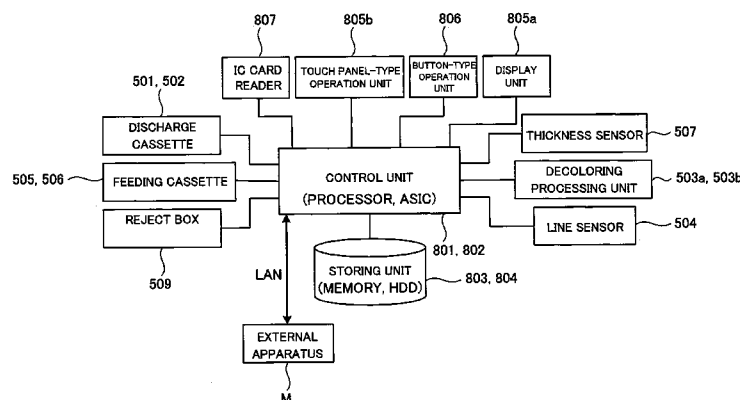 807
805b
806
805a
IC CARD
READER
TOUCH PANEL-TYPE
OPERATION UNIT
BUTTON-TYPE
OPERATION
UNIT
DISPLAY
UNIT
501, 502
DISCHARGE
CASSETTE
505, 506
FEEDING CASSETTE
REJECT BOX
509
CONTROL UNIT
(PROCESSOR, ASIC)
801, 802
THICKNESS SENSOR
507
DECOLORING
PROCESSING UNIT
503a, 503b
LINE SENSOR
504
LAN
STORING UNIT
(MEMORY, HDD)
803, 804
EXTERNAL
APPARATUS
M